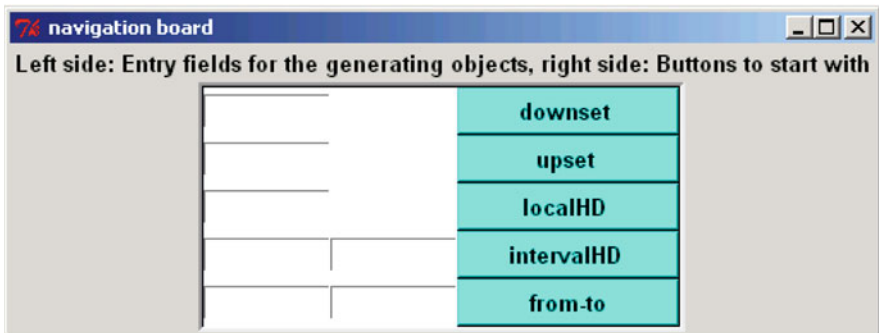 navigation board
Left side: Entry fields for the generating objects, right side: Buttons to start with
downset
upset
localHD
intervalHD
from-to